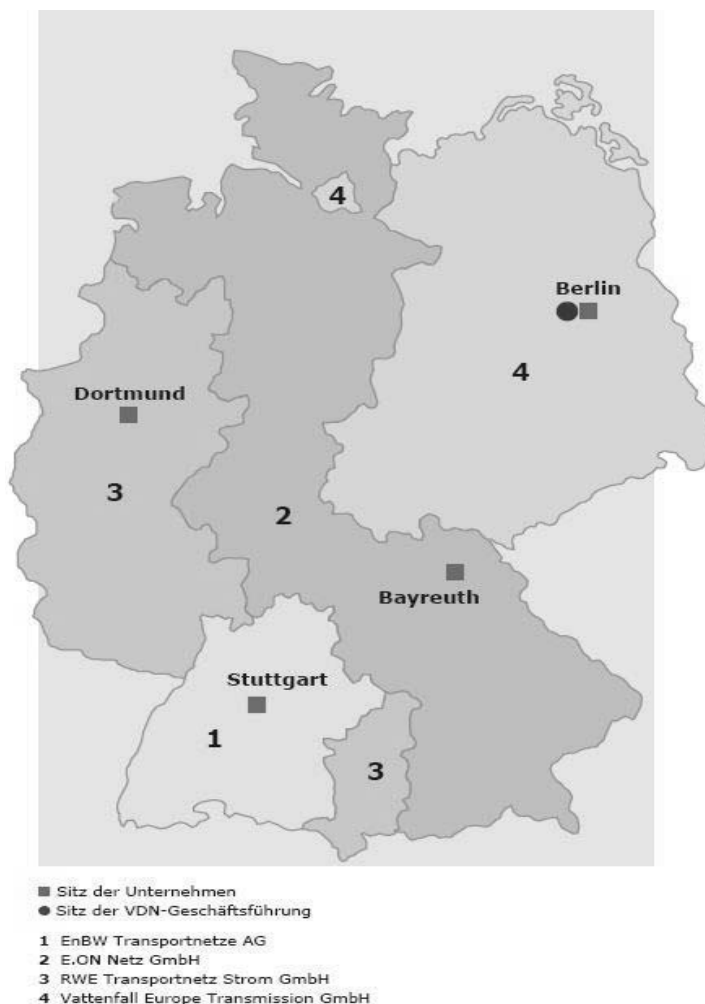 4
Berlin
4
Dortmund
3
2
Bayreuth
Stuttgart
1
3
Sitz der Unternehmen
Sitz der VDN-Geschäftsführung
1 EnBW Transportnetze AG
2 E.ON Netz GmbH
3 RWE Transportnetz Strom GmbH
4 Vattenfall Europe Transmission GmbH